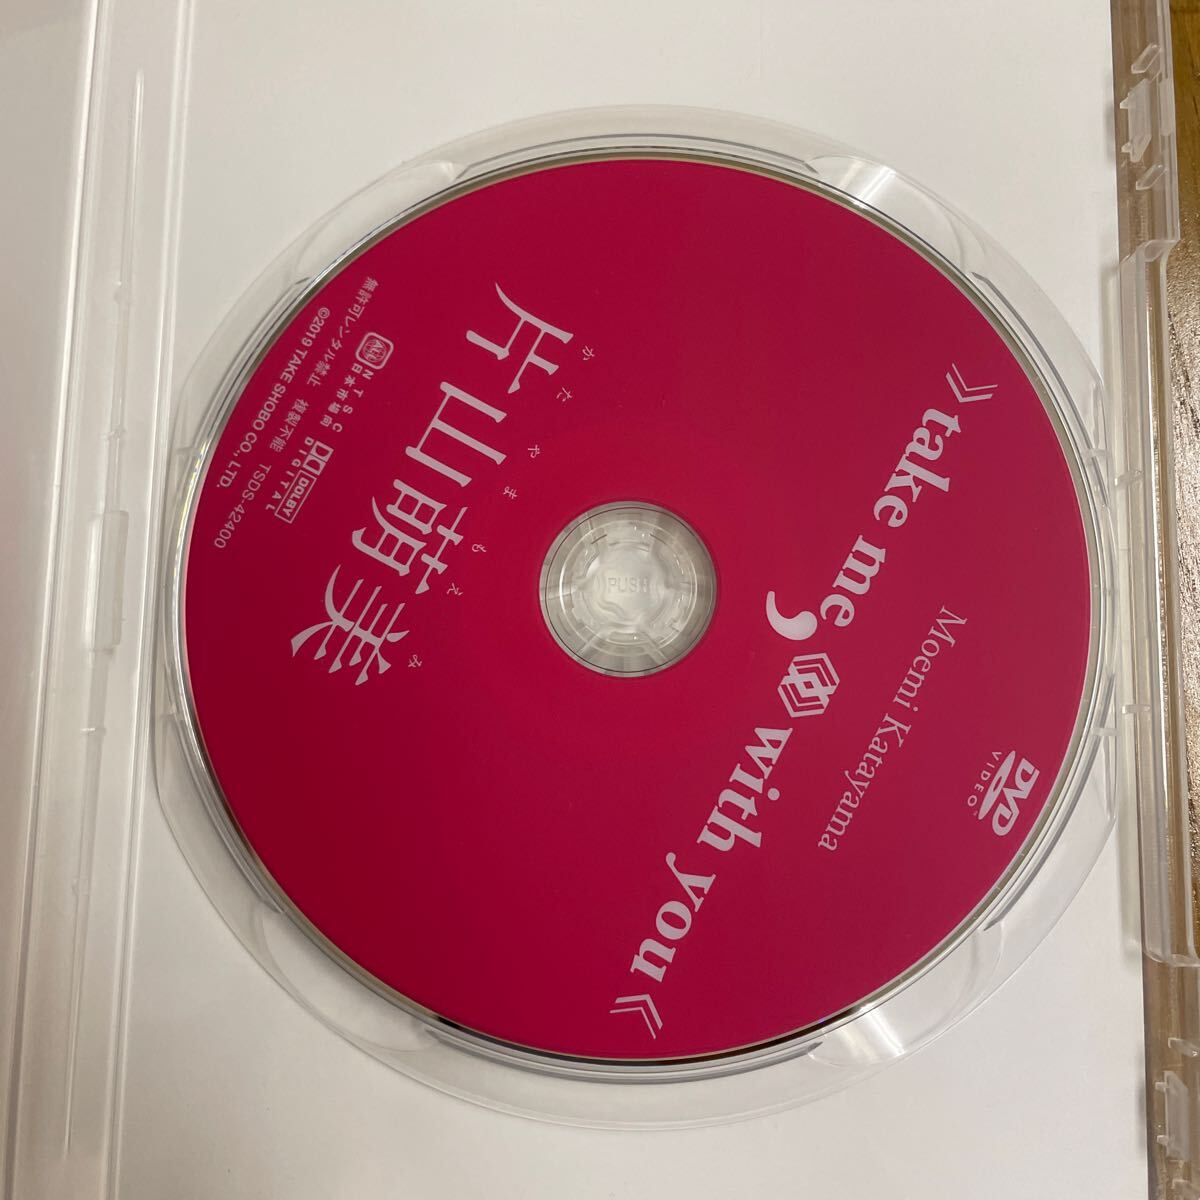 DVD
VIDEO
Moemi Katayama
》take me, with you《
PUSH
かたやま もえみ
片山萌美
ALL
NTSC
日本市場向
DOLBY
DIGITAL
無許可レンタル禁止 複製不能 TSDS-42400
©2019 TAKE SHOBO CO., LTD.